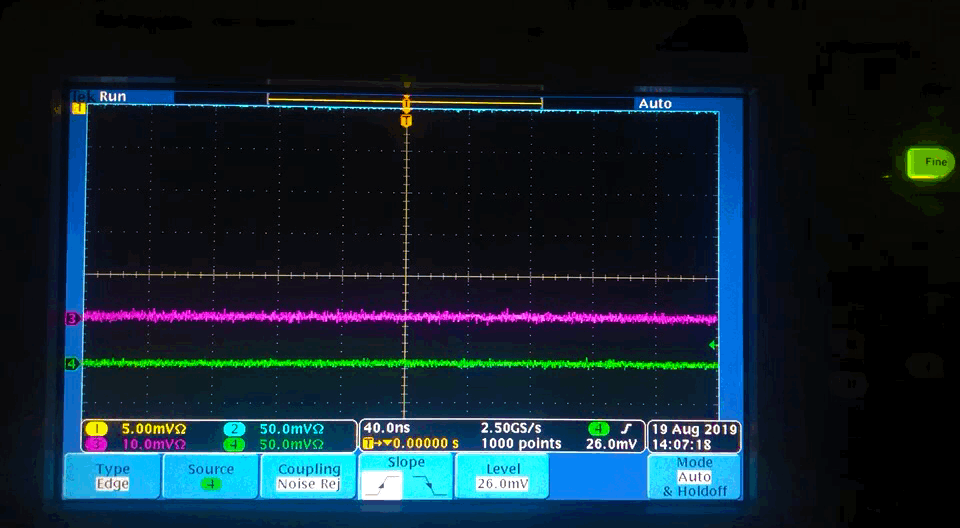 Tek Run Auto
T
T
Fine
3
4
1 5.00mVΩ 2 50.0mVΩ 40.0ns 2.50GS/s 4 19 Aug 2019
3 10.0mVΩ 4 50.0mVΩ T→▼0.00000 s 1000 points 26.0mV 14:07:18
Type Source Coupling Slope Level Mode
Edge 4 Noise Rej 26.0mV Auto
& Holdoff